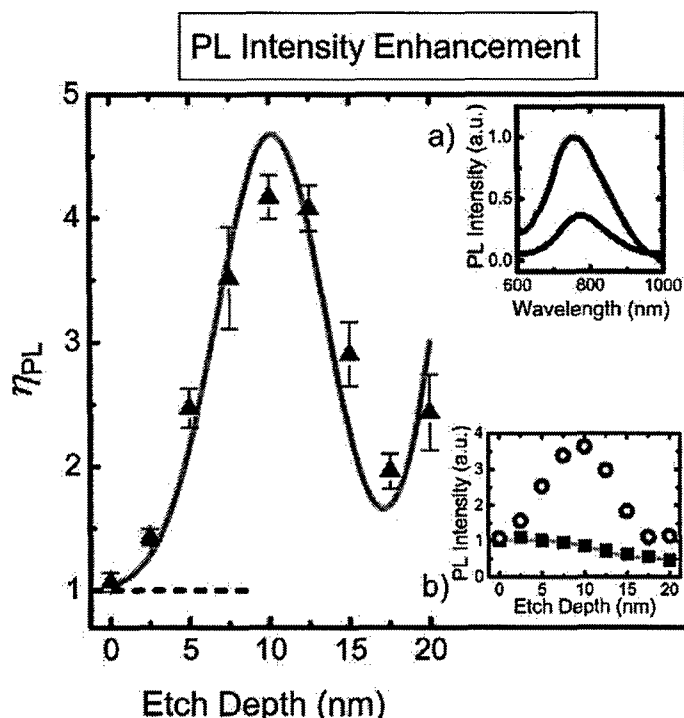 PL Intensity Enhancement
5
4
3
2
1
ηPL
0 5 10 15 20
Etch Depth (nm)
a)
1.0
0.5
0.0
PL Intensity (a.u.)
600 800 1000
Wavelength (nm)
b)
4
3
2
1
0
PL Intensity (a.u.)
0 5 10 15 20
Etch Depth (nm)